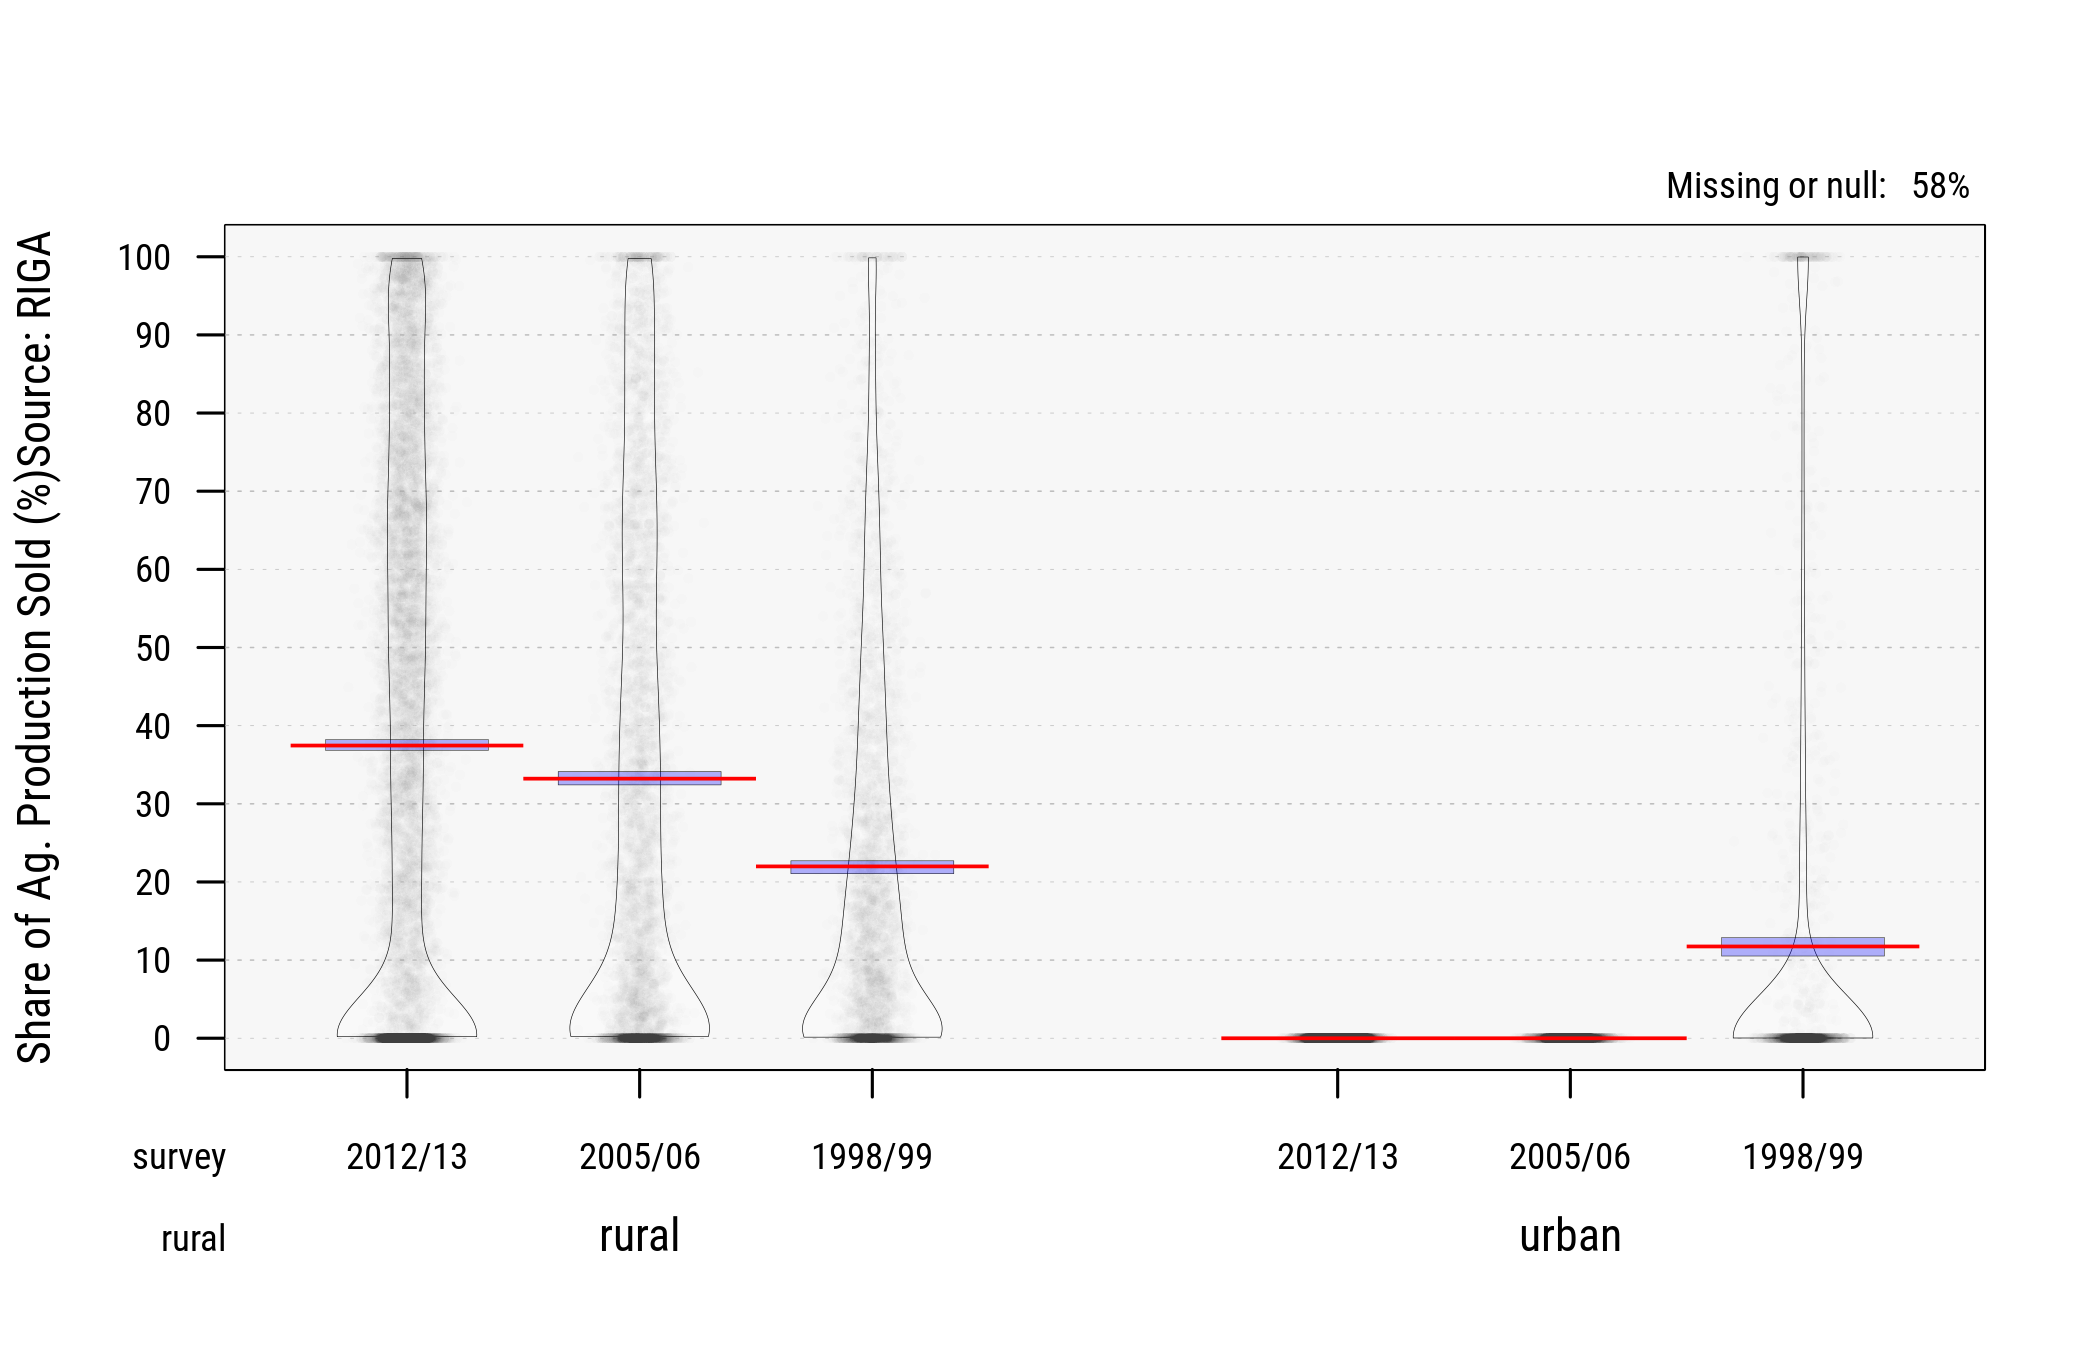 Missing or null: 58%
Share of Ag. Production Sold (%)Source: RIGA
100
90
80
70
60
50
40
30
20
10
0
survey 2012/13 2005/06 1998/99 2012/13 2005/06 1998/99
rural rural urban